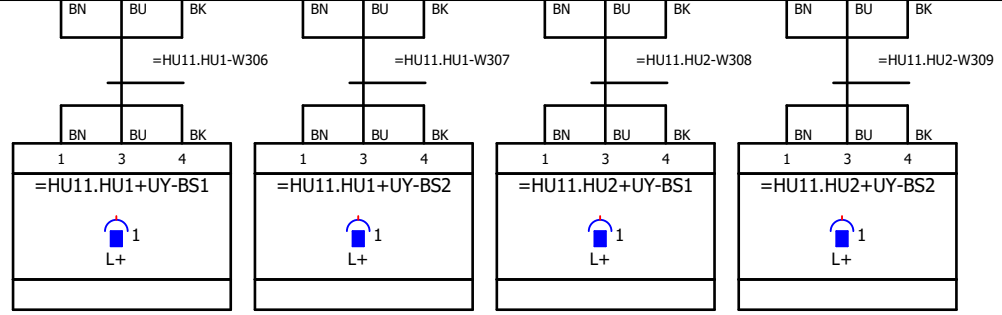 BN BU BK BN BU BK BN BU BK BN BU BK
=HU11.HU1-W306 =HU11.HU1-W307 =HU11.HU2-W308 =HU11.HU2-W309
BN BU BK BN BU BK BN BU BK BN BU BK
1 3 4 1 3 4 1 3 4 1 3 4
=HU11.HU1+UY-BS1 =HU11.HU1+UY-BS2 =HU11.HU2+UY-BS1 =HU11.HU2+UY-BS2
1 1 1 1
L+ L+ L+ L+